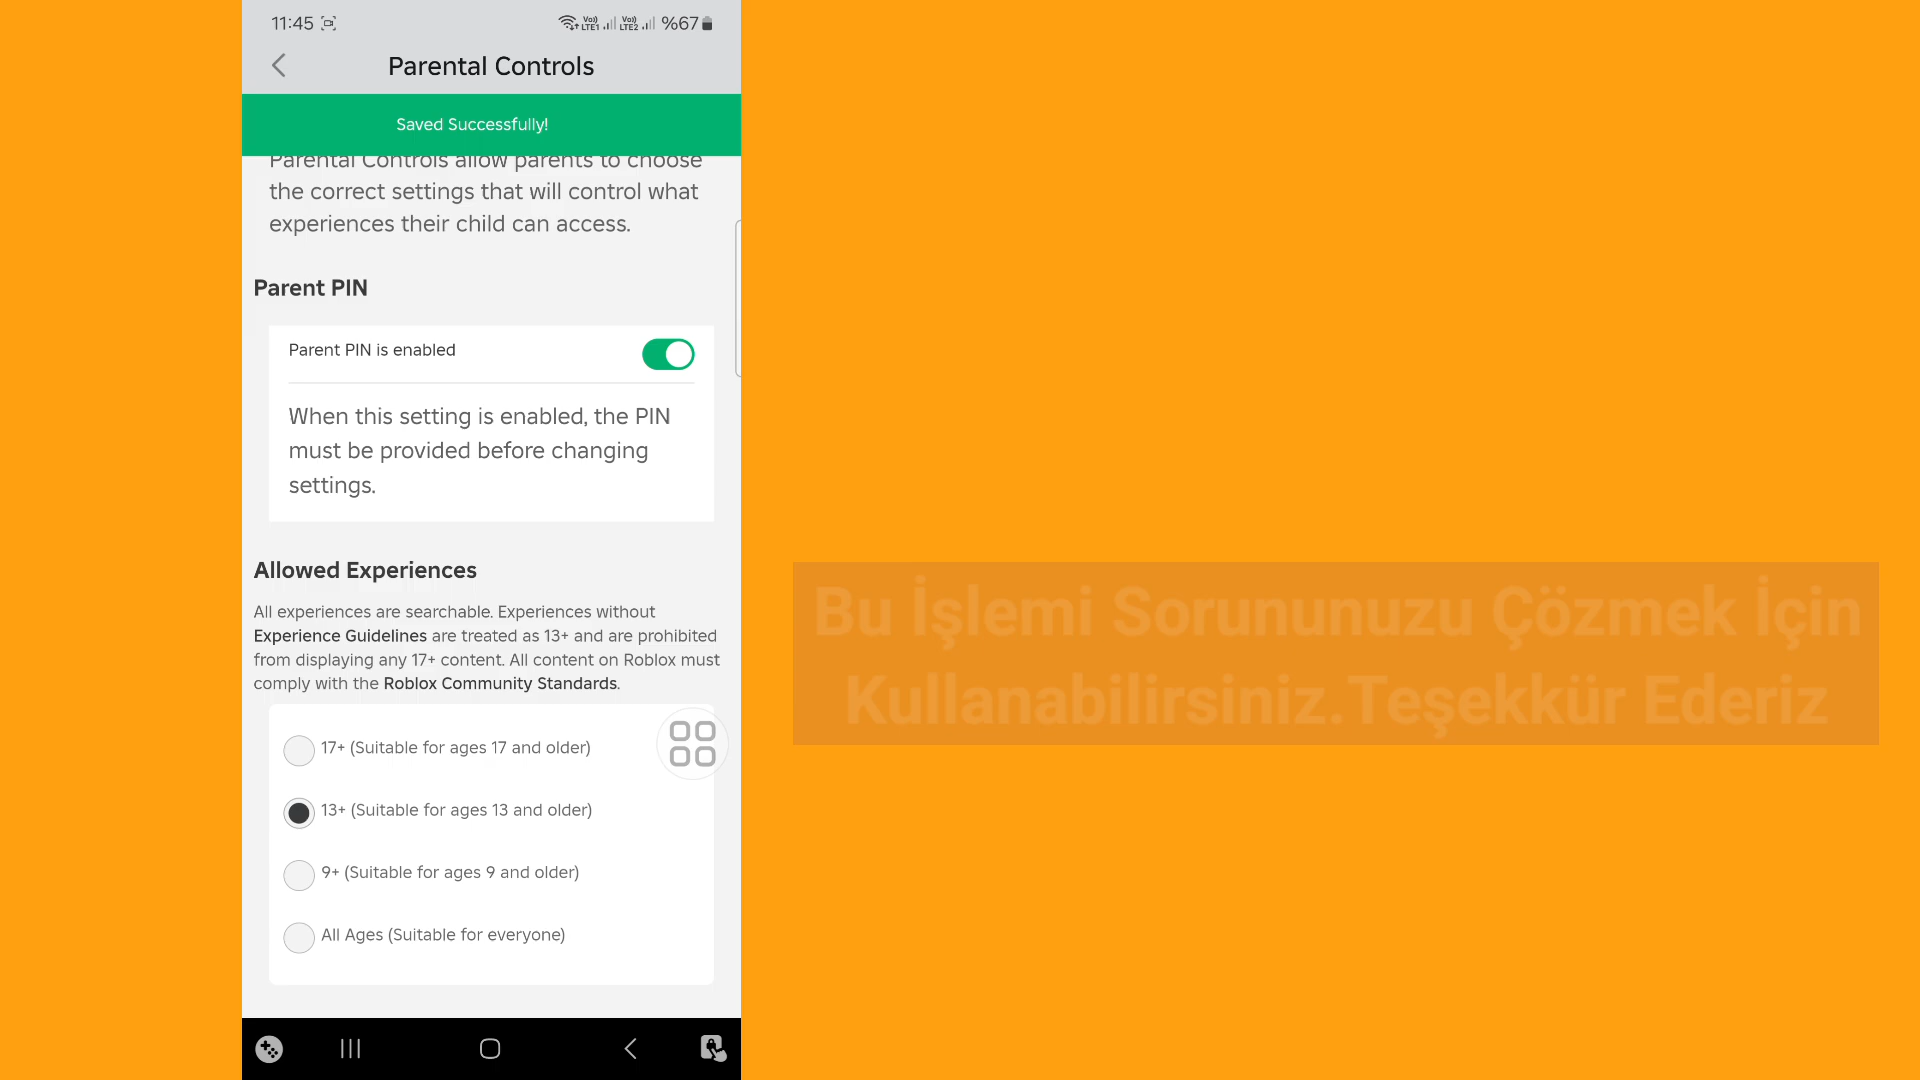 11:45
Vo)) LTE1 Vo)) LTE2 %67
Parental Controls
Saved Successfully!
Parental Controls allow parents to choose
the correct settings that will control what
experiences their child can access.
Parent PIN
Parent PIN is enabled
When this setting is enabled, the PIN
must be provided before changing
settings.
Allowed Experiences
All experiences are searchable. Experiences without
Experience Guidelines are treated as 13+ and are prohibited
from displaying any 17+ content. All content on Roblox must
comply with the Roblox Community Standards.
17+ (Suitable for ages 17 and older)
13+ (Suitable for ages 13 and older)
9+ (Suitable for ages 9 and older)
All Ages (Suitable for everyone)
Bu İşlemi Sorununuzu Çözmek İçin
Kullanabilirsiniz.Teşekkür Ederiz